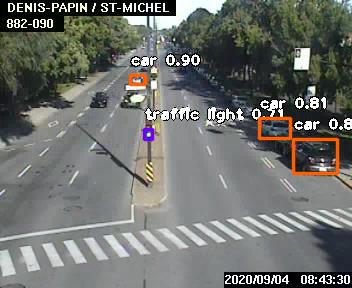 DENIS-PAPIN / ST-MICHEL
882-090
car 0.90
traffic light 0.71
car 0.81
car 0.8
2020/09/04 08:43:30